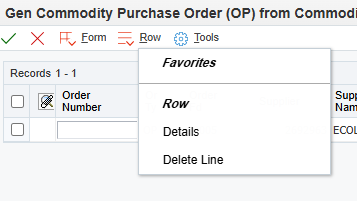 Gen Commodity Purchase Order (OP) from Commodi
Form Row Tools
Records 1 - 1
Favorites
Row
Details
Delete Line
Order
Number
Supp
Nam
ECOL